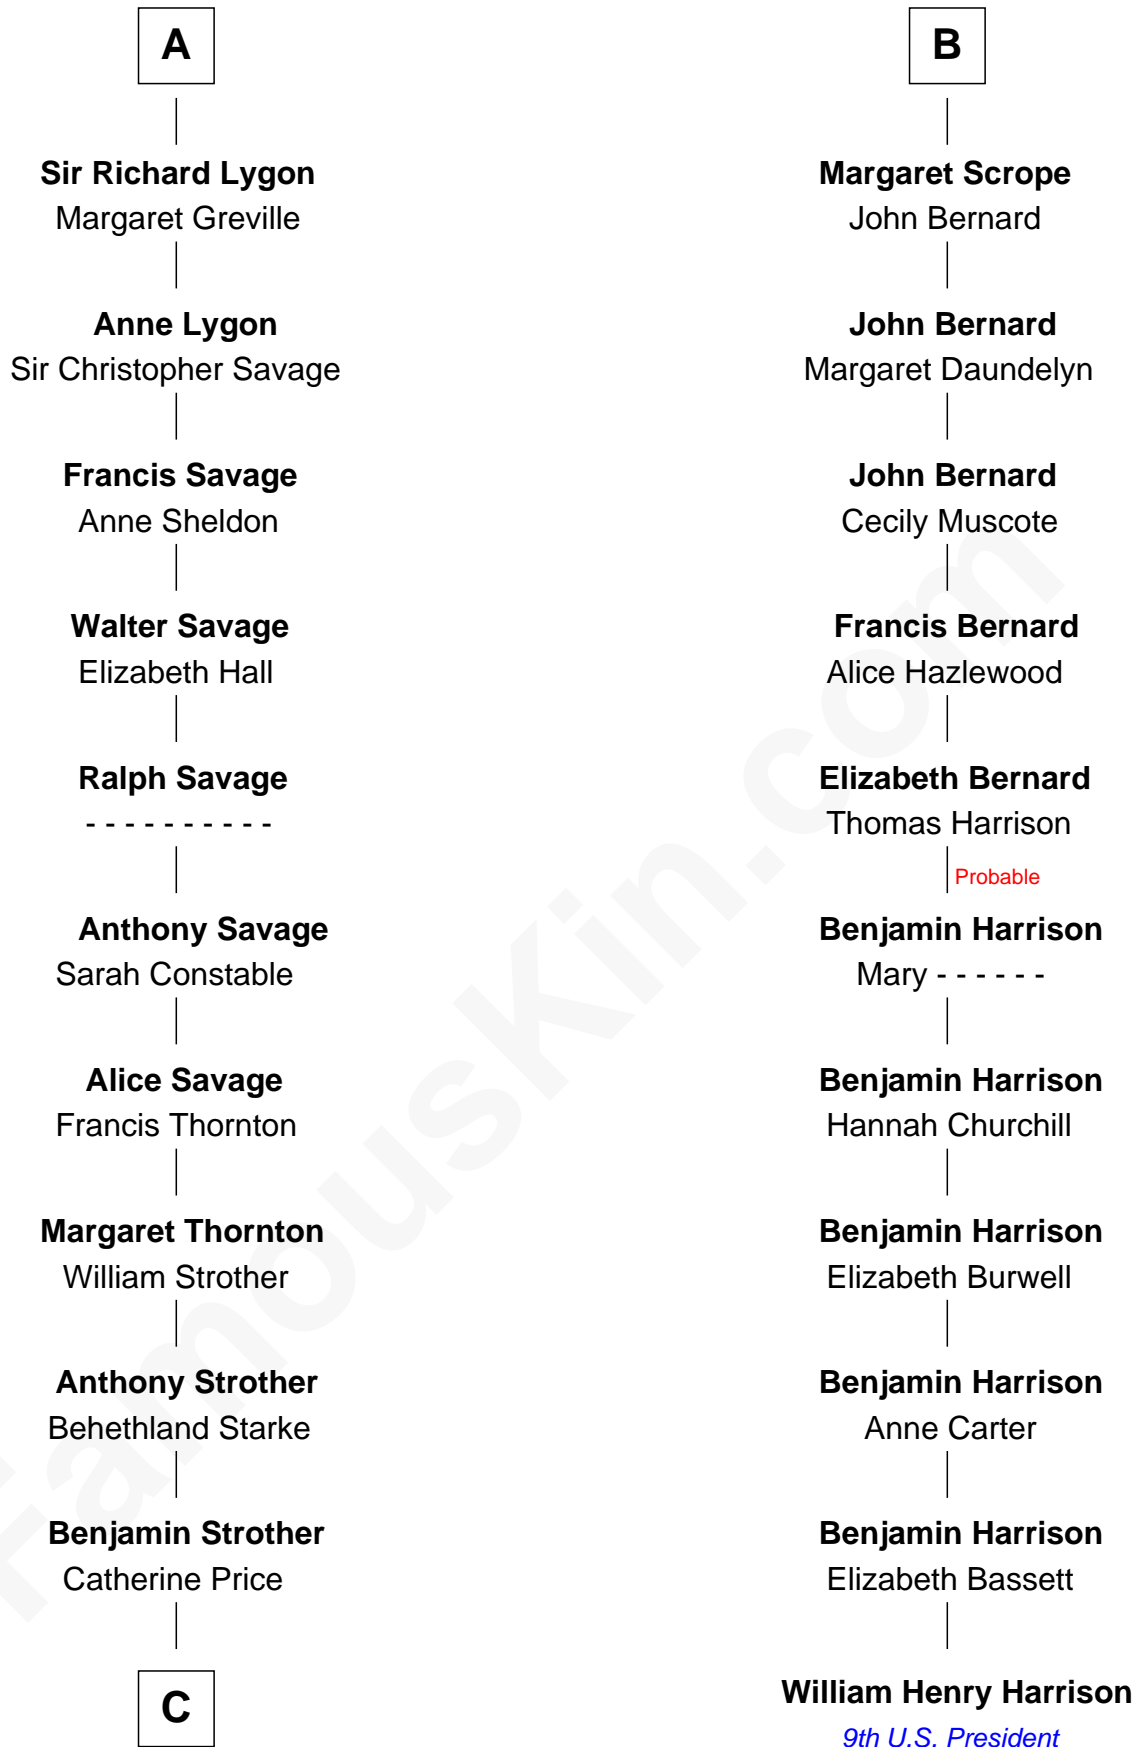 A
Sir Richard Lygon
Margaret Greville
Anne Lygon
Sir Christopher Savage
Francis Savage
Anne Sheldon
Walter Savage
Elizabeth Hall
Ralph Savage
- - - - - - - - - -
Anthony Savage
Sarah Constable
Alice Savage
Francis Thornton
Margaret Thornton
William Strother
Anthony Strother
Behethland Starke
Benjamin Strother
Catherine Price
C
B
Margaret Scrope
John Bernard
John Bernard
Margaret Daundelyn
John Bernard
Cecily Muscote
Francis Bernard
Alice Hazlewood
Elizabeth Bernard
Thomas Harrison
Probable
Benjamin Harrison
Mary - - - - - -
Benjamin Harrison
Hannah Churchill
Benjamin Harrison
Elizabeth Burwell
Benjamin Harrison
Anne Carter
Benjamin Harrison
Elizabeth Bassett
William Henry Harrison
9th U.S. President
FamousKin.com